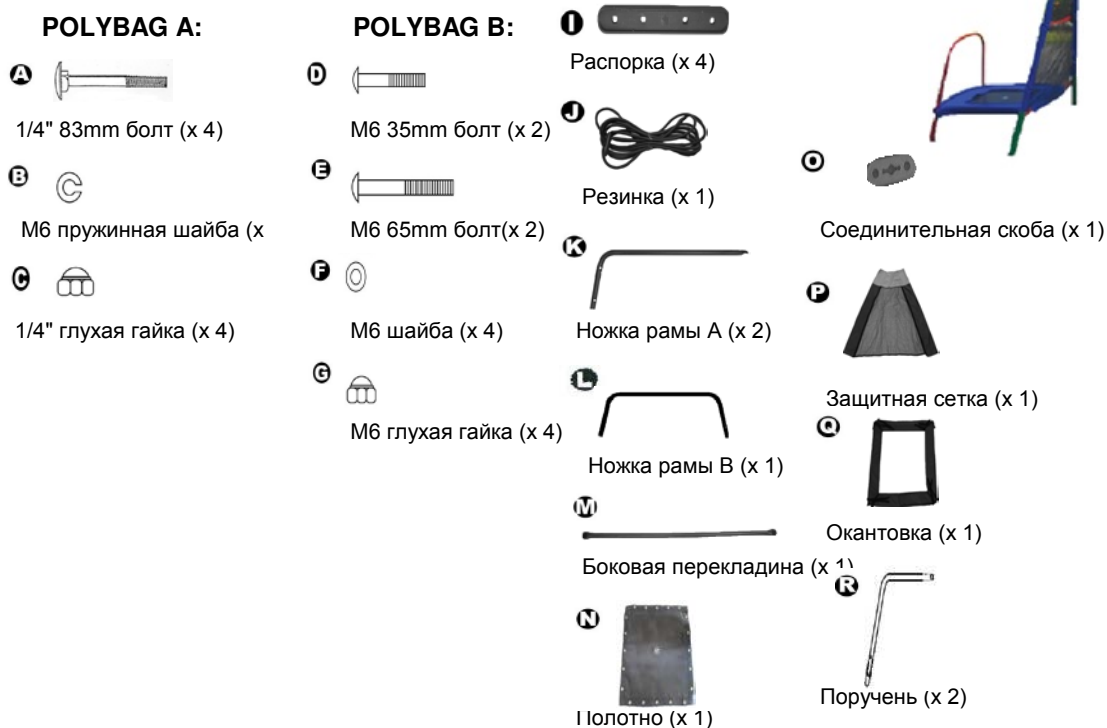 POLYBAG A:
A
1/4" 83mm болт (x 4)
B
M6 пружинная шайба (x
C
1/4" глухая гайка (x 4)
POLYBAG B:
D
M6 35mm болт (x 2)
E
M6 65mm болт(x 2)
F
M6 шайба (x 4)
G
M6 глухая гайка (x 4)
I
Распорка (x 4)
J
Резинка (x 1)
K
Ножка рамы A (x 2)
L
Ножка рамы B (x 1)
M
Боковая перекладина (x 1)
N
Полотно (x 1)
O
Соединительная скоба (x 1)
P
Защитная сетка (x 1)
Q
Окантовка (x 1)
R
Поручень (x 2)